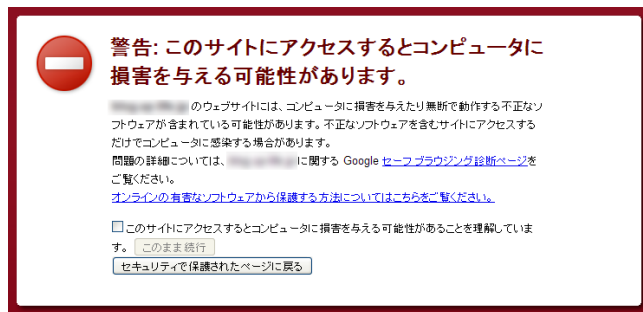 警告: このサイトにアクセスするとコンピュータに
損害を与える可能性があります。
のウェブサイトには、コンピュータに損害を与えたり無断で動作する不正なソ
フトウェアが含まれている可能性があります。不正なソフトウェアを含むサイトにアクセスする
だけでコンピュータに感染する場合があります。
問題の詳細については、 に関する Google セーフ ブラウジング診断ページを
ご覧ください。
オンラインの有害なソフトウェアから保護する方法についてはこちらをご覧ください。
このサイトにアクセスするとコンピュータに損害を与える可能性があることを理解していま
す。 このまま続行
セキュリティで保護されたページに戻る